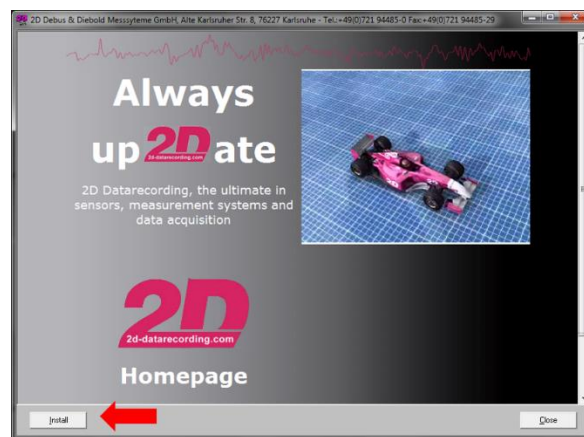 2D Debus & Diebold Messsyteme GmbH, Alte Karlsruher Str. 8, 76227 Karlsruhe - Tel.:+49(0)721 94485-0 Fax:+49(0)721 94485-29
Always
up2Date
2d-datarecording.com
2D Datarecording, the ultimate in
sensors, measurement systems and
data acquisition
2D
2d-datarecording.com
Homepage
Install
Close